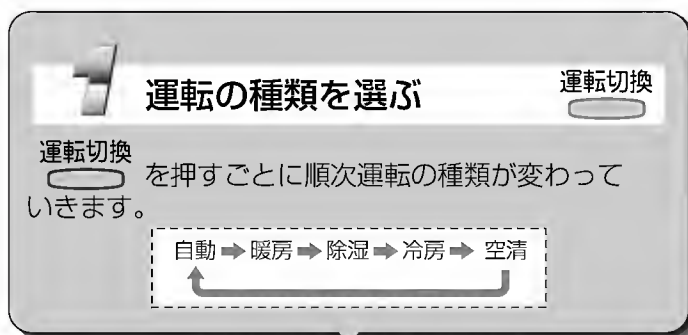 1 運転の種類を選ぶ 運転切換
運転切換 を押すごとに順次運転の種類が変わって
いきます。
自動➡暖房➡除湿➡冷房➡空清